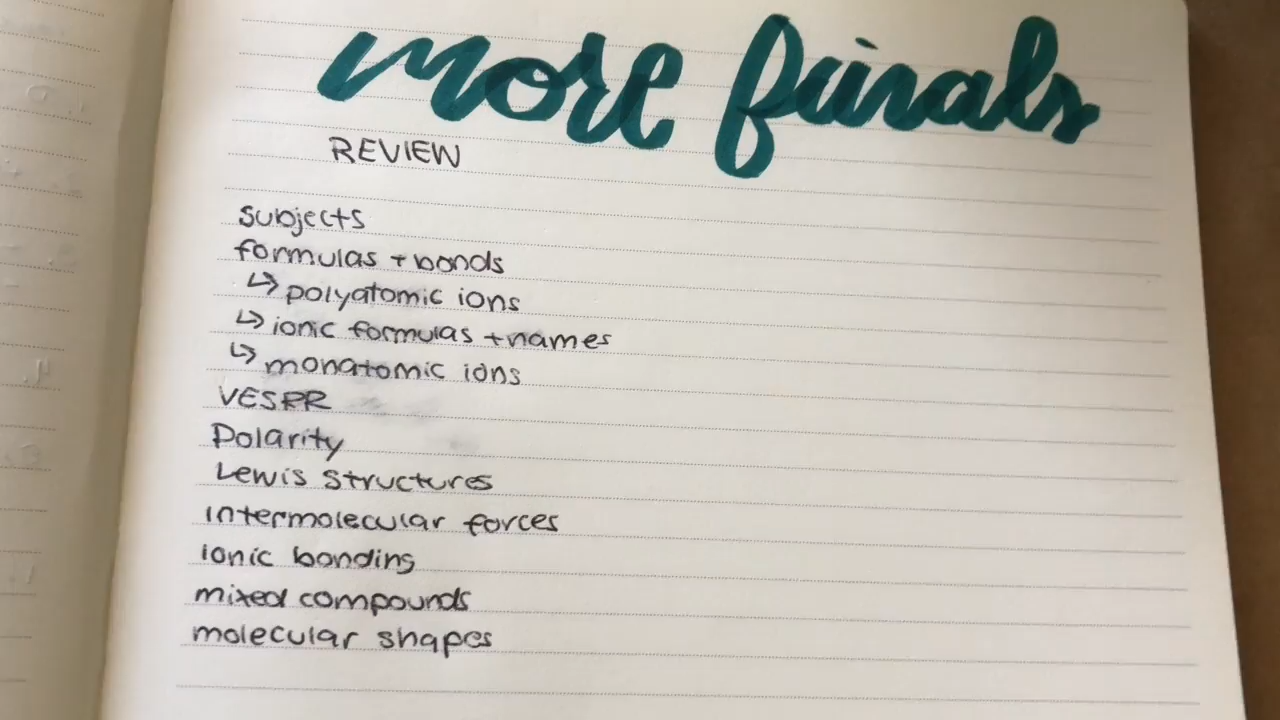 more finals
REVIEW
subjects
formulas + bonds
↳ polyatomic ions
↳ ionic formulas + names
↳ monatomic ions
VESPR
Polarity
Lewis Structures
intermolecular forces
ionic bonding
mixed compounds
molecular shapes